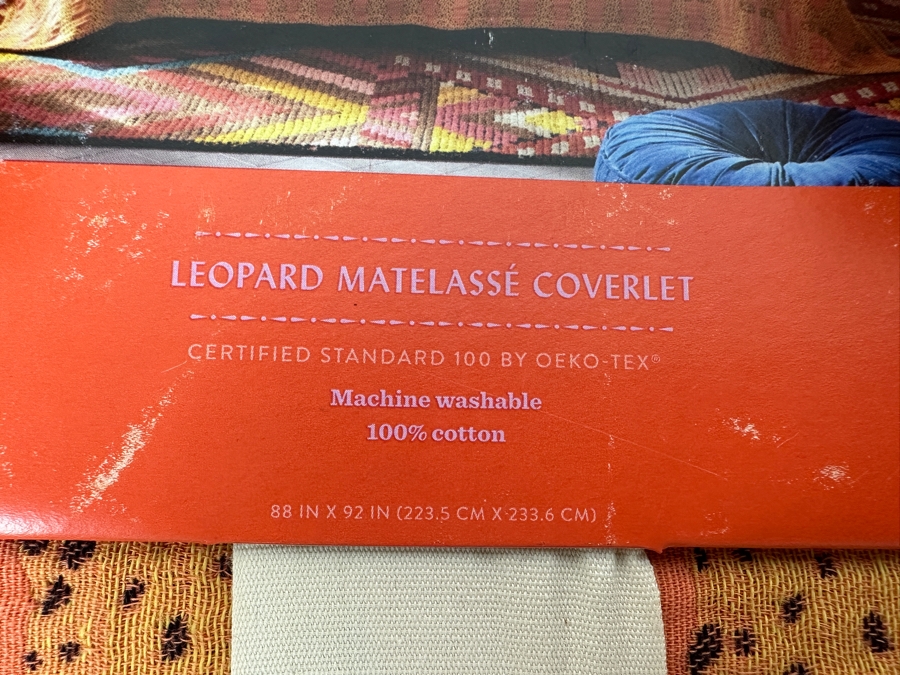 LEOPARD MATELASSÉ COVERLET
CERTIFIED STANDARD 100 BY OEKO-TEX®
Machine washable
100% cotton
88 IN X 92 IN (223.5 CM X 233.6 CM)